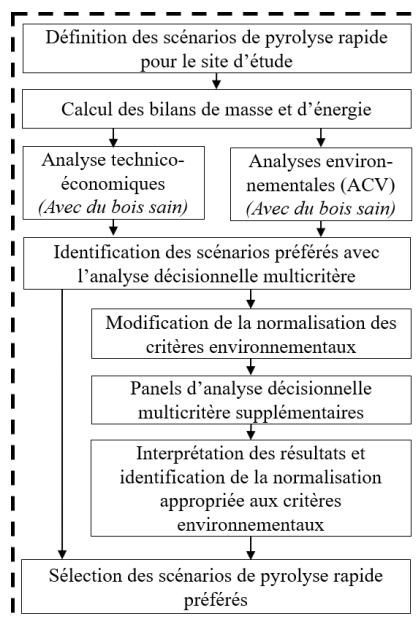 Définition des scénarios de pyrolyse rapide
pour le site d'étude
Calcul des bilans de masse et d'énergie
Analyse technico-
économiques
(Avec du bois sain)
Analyses environ-
nementales (ACV)
(Avec du bois sain)
Identification des scénarios préférés avec
l'analyse décisionnelle multicritère
Modification de la normalisation des
critères environnementaux
Panels d'analyse décisionnelle
multicritère supplémentaires
Interprétation des résultats et
identification de la normalisation
appropriée aux critères
environnementaux
Sélection des scénarios de pyrolyse rapide
préférés